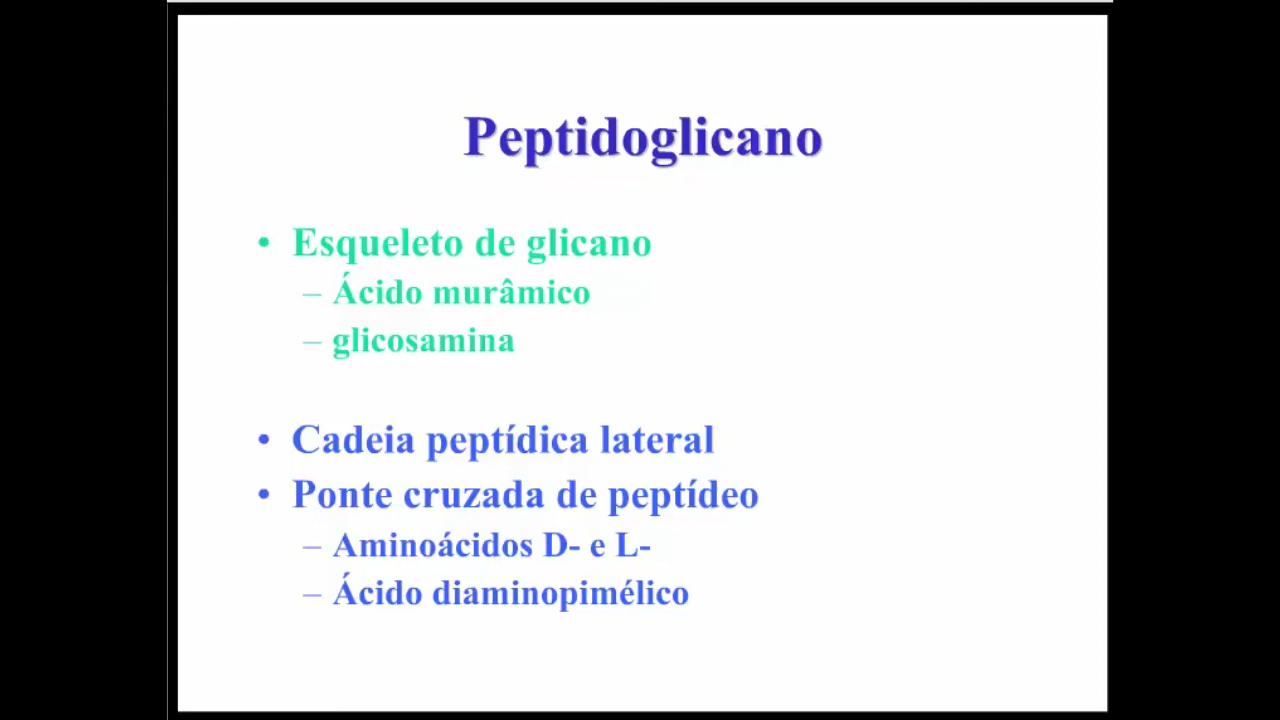 Peptidoglicano
• Esqueleto de glicano
– Ácido murâmico
– glicosamina
• Cadeia peptídica lateral
• Ponte cruzada de peptídeo
– Aminoácidos D- e L-
– Ácido diaminopimélico